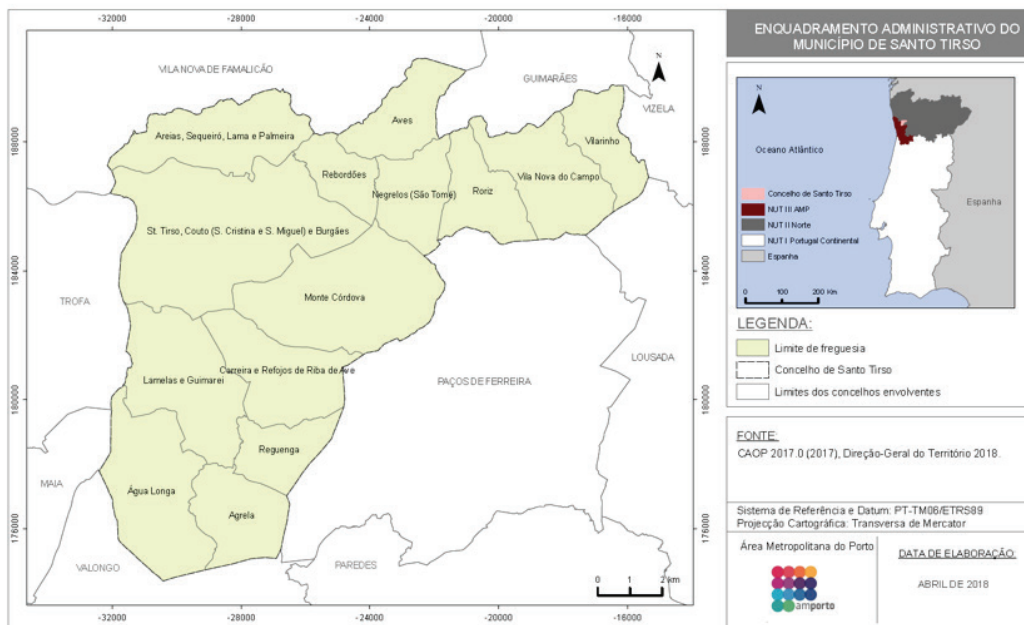 -32000
-28000
-24000
-20000
-16000
VILA NOVA DE FAMALICÃO
GUIMARÃES
VIZELA
N
188000
184000
180000
176000
Aves
Areias, Sequeiró, Lama e Palmeira
Vilarinho
Rebordões
Negrelos (São Tomé)
Roriz
Vila Nova do Campo
St. Tirso, Couto (S. Cristina e S. Miguel) e Burgães
Monte Córdova
TROFA
LOUSADA
Carreira e Refojos de Riba de Ave
Lamelas e Guimarei
PAÇOS DE FERREIRA
Reguenga
MAIA
Água Longa
Agrela
VALONGO
PAREDES
0 1 2 km
-32000
-28000
-24000
-20000
-16000
188000
184000
180000
176000
ENQUADRAMENTO ADMINISTRATIVO DO
MUNICÍPIO DE SANTO TIRSO
N
Oceano Atlântico
Espanha
Concelho de Santo Tirso
NUT III AMP
NUT II Norte
NUT I Portugal Continental
Espanha
0 100 200 Km
LEGENDA:
Limite de freguesia
Concelho de Santo Tirso
Limites dos concelhos envolventes
FONTE:
CAOP 2017.0 (2017), Direção-Geral do Território 2018.
Sistema de Referência e Datum: PT-TM06/ETRS89
Projecção Cartográfica: Transversa de Mercator
Área Metropolitana do Porto
amporto
DATA DE ELABORAÇÃO:
ABRIL DE 2018